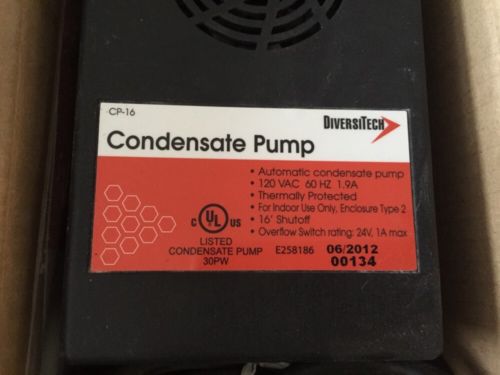 CP-16
DIVERSITECH
Condensate Pump
• Automatic condensate pump
• 120 VAC 60 HZ 1.9A
• Thermally Protected
• For Indoor Use Only, Enclosure Type 2
• 16' Shutoff
• Overflow Switch rating: 24V, 1A max
C UL US
LISTED
CONDENSATE PUMP
30PW
E258186 06/2012
00134